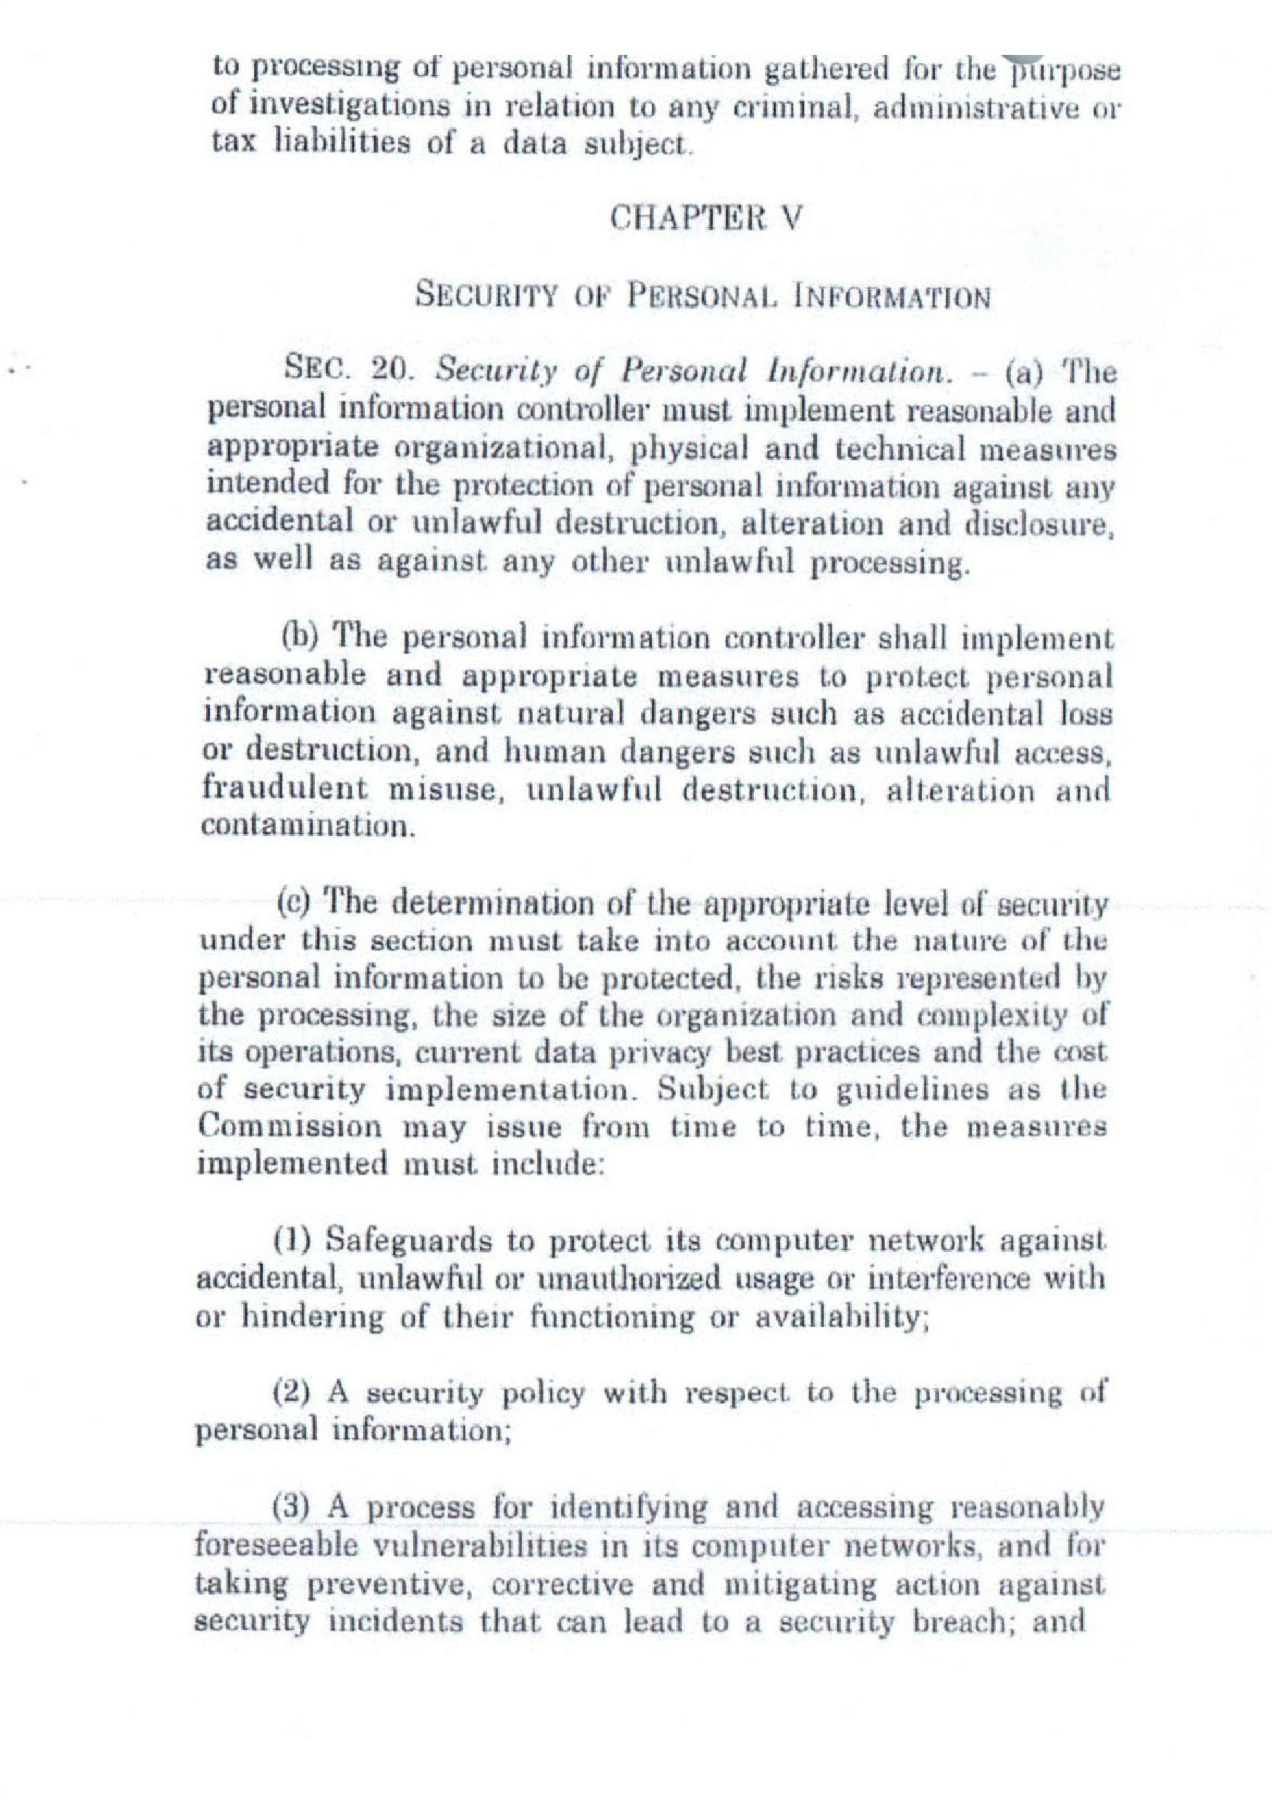 to processing of personal information gathered for the purpose
of investigations in relation to any criminal, administrative or
tax liabilities of a data subject.
CHAPTER V
SECURITY OF PERSONAL INFORMATION
SEC. 20. Security of Personal Information. – (a) The
personal information controller must implement reasonable and
appropriate organizational, physical and technical measures
intended for the protection of personal information against any
accidental or unlawful destruction, alteration and disclosure,
as well as against any other unlawful processing.
(b) The personal information controller shall implement
reasonable and appropriate measures to protect personal
information against natural dangers such as accidental loss
or destruction, and human dangers such as unlawful access,
fraudulent misuse, unlawful destruction, alteration and
contamination.
(c) The determination of the appropriate level of security
under this section must take into account the nature of the
personal information to be protected, the risks represented by
the processing, the size of the organization and complexity of
its operations, current data privacy best practices and the cost
of security implementation. Subject to guidelines as the
Commission may issue from time to time, the measures
implemented must include:
(1) Safeguards to protect its computer network against
accidental, unlawful or unauthorized usage or interference with
or hindering of their functioning or availability;
(2) A security policy with respect to the processing of
personal information;
(3) A process for identifying and accessing reasonably
foreseeable vulnerabilities in its computer networks, and for
taking preventive, corrective and mitigating action against
security incidents that can lead to a security breach; and